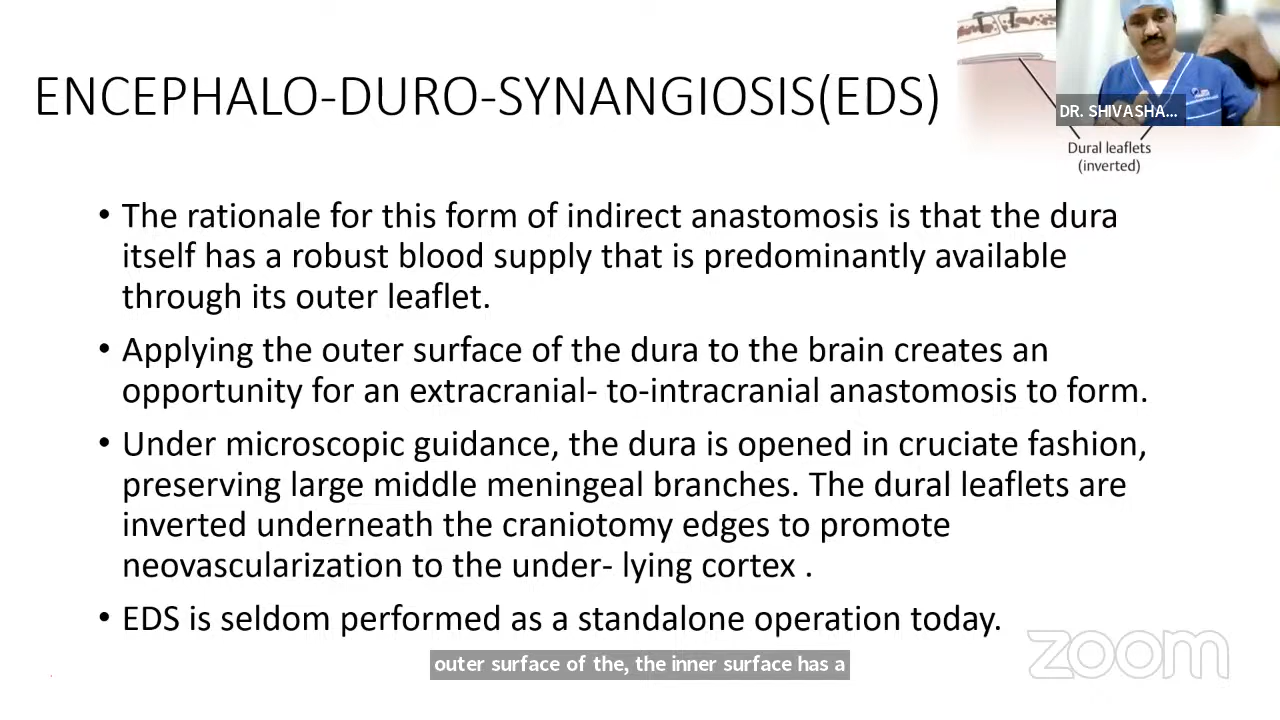 ENCEPHALO-DURO-SYNANGIOSIS(EDS)
DR. SHIVASHA...
Dural leaflets
(inverted)
• The rationale for this form of indirect anastomosis is that the dura
itself has a robust blood supply that is predominantly available
through its outer leaflet.
• Applying the outer surface of the dura to the brain creates an
opportunity for an extracranial- to-intracranial anastomosis to form.
• Under microscopic guidance, the dura is opened in cruciate fashion,
preserving large middle meningeal branches. The dural leaflets are
inverted underneath the craniotomy edges to promote
neovascularization to the under- lying cortex .
• EDS is seldom performed as a standalone operation today.
outer surface of the, the inner surface has a
zoom